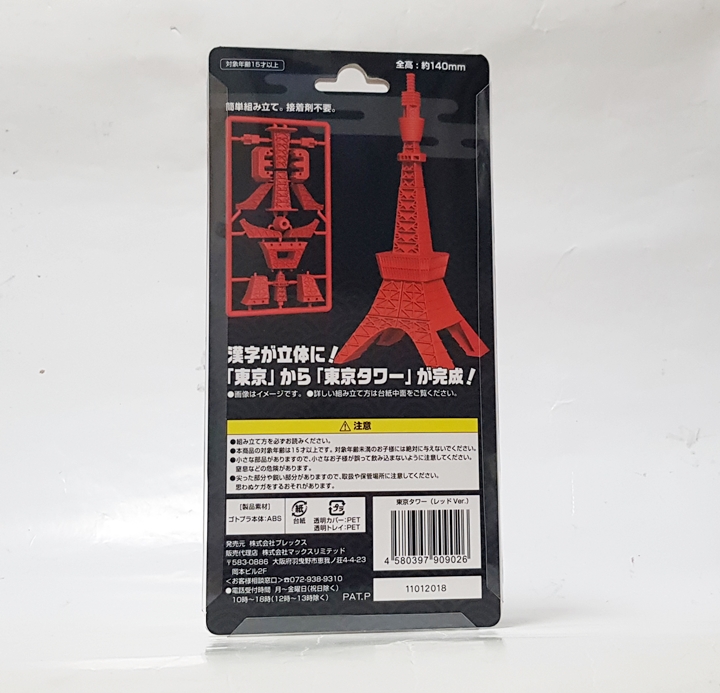 対象年齢15才以上
全高：約140mm
簡単組み立て。接着剤不要。
漢字が立体に！
「東京」から「東京タワー」が完成！
●画像はイメージです。 ●詳しい組み立て方は台紙中面をご覧ください。
⚠注意
●組み立て方を必ずお読みください。
●本商品の対象年齢は15才以上です。対象年齢未満のお子様には絶対に与えないでください。
●小さな部品がありますので、小さなお子様が誤って飲み込まないように注意してください。
窒息などの危険があります。
●尖った部分や鋭い部分がありますので、取扱や保管場所に注意してください。
思わぬケガをするおそれがあります。
[製品素材]
ゴトプラ本体：ABS
紙
台紙
プラ
透明カバー：PET
透明トレイ：PET
東京タワー（レッドVer.）
4 580397 909026
11012018
発売元 株式会社プレックス
販売代理店 株式会社マックスリミテッド
〒583-0886 大阪府羽曳野市恵我ノ荘4-4-23
岡本ビル2F
<お客様相談窓口>☎072-938-9310
●電話受付時間 月～金曜日(祝日除く)
10時～18時(12時～13時除く)
PAT.P